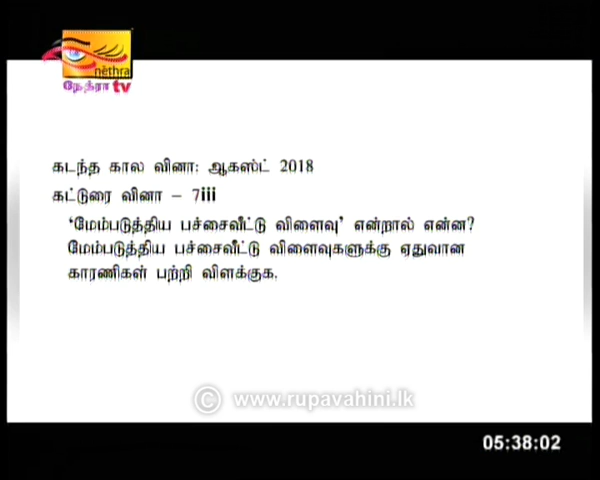 nēthra
நேத்ரா tv
கடந்த கால வினா: ஆகஸ்ட் 2018
கட்டுரை வினா – 7iii
‘மேம்படுத்திய பச்சைவீட்டு விளைவு’ என்றால் என்ன?
மேம்படுத்திய பச்சைவீட்டு விளைவுகளுக்கு ஏதுவான
காரணிகள் பற்றி விளக்குக.
© www.rupavahini.lk
05:38:02